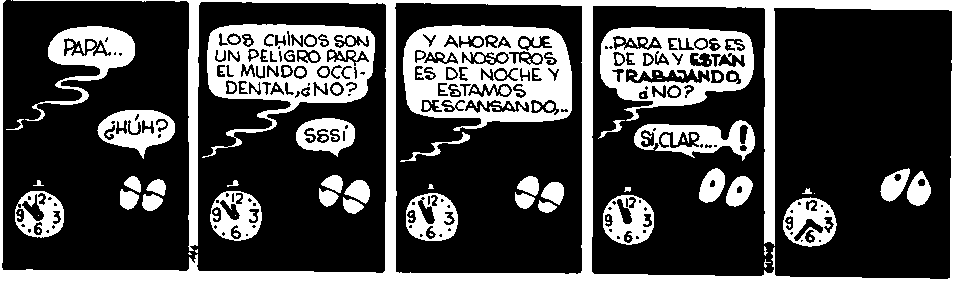 PAPÁ...
¿HÚH?
12
9 3
6
LOS CHINOS SON
UN PELIGRO PARA
EL MUNDO OCCI-
DENTAL, ¿NO?
SSSÍ
12
9 3
6
Y AHORA QUE
PARA NOSOTROS
ES DE NOCHE Y
ESTAMOS
DESCANSANDO,..
12
9 3
6
..PARA ELLOS ES
DE DÍA Y ESTÁN
TRABAJANDO,
¿NO?
SÍ, CLAR....
!
12
9 3
6
12
9 3
6